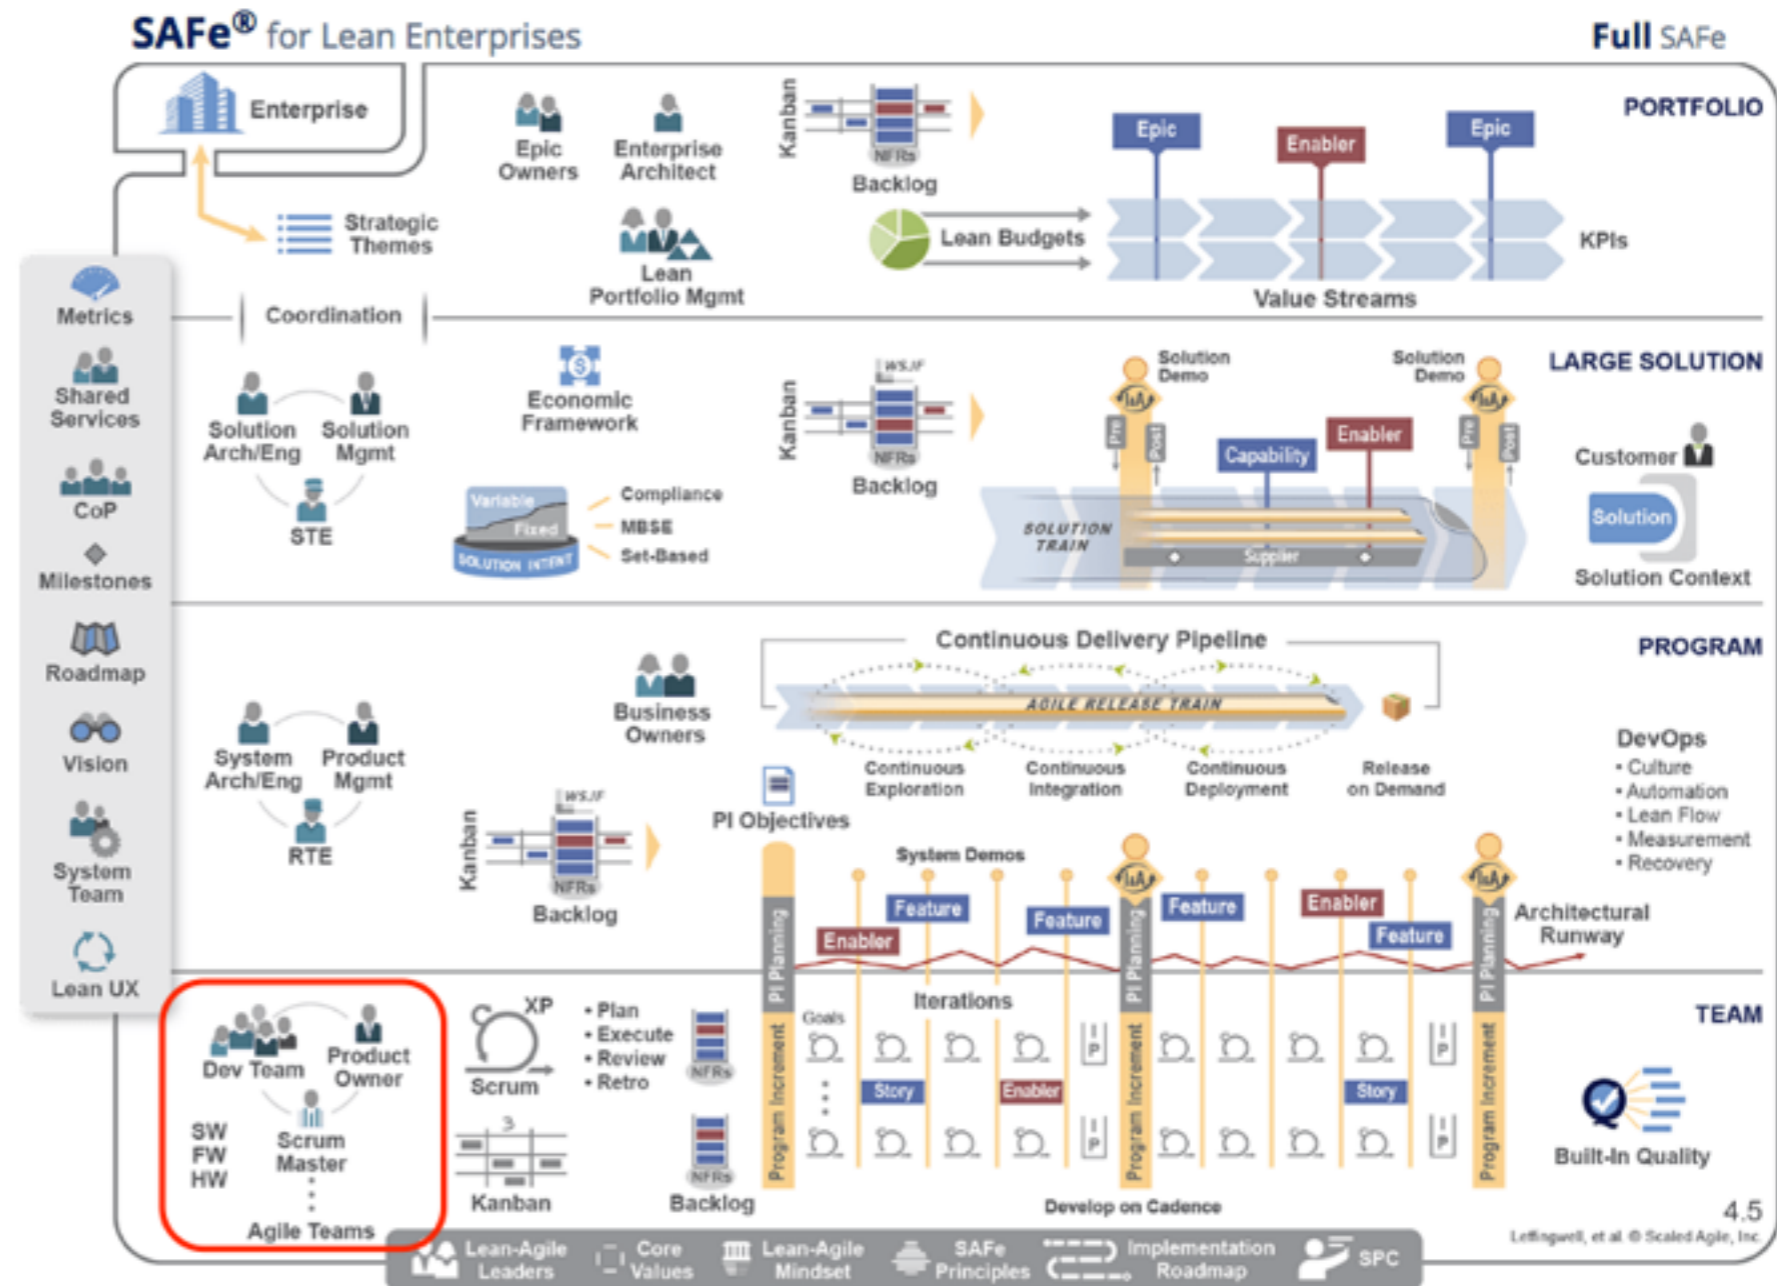 SAFe® for Lean Enterprises
Full SAFe
Enterprise
Strategic
Themes
Epic
Owners
Enterprise
Architect
Lean
Portfolio Mgmt
Kanban
NFRs
Backlog
Lean Budgets
Epic
Enabler
Epic
Value Streams
KPIs
PORTFOLIO
Metrics
Shared
Services
CoP
Milestones
Roadmap
Vision
System
Team
Lean UX
Coordination
Solution
Arch/Eng
Solution
Mgmt
STE
Economic
Framework
Variable
Fixed
SOLUTION INTENT
Compliance
MBSE
Set-Based
Kanban
WSJF
NFRs
Backlog
Solution
Demo
Solution
Demo
I&A
I&A
Pre
Post
Pre
Post
Capability
Enabler
SOLUTION
TRAIN
Supplier
LARGE SOLUTION
Customer
Solution
Solution Context
System
Arch/Eng
Product
Mgmt
RTE
Business
Owners
Kanban
WSJF
NFRs
Backlog
Continuous Delivery Pipeline
AGILE RELEASE TRAIN
Continuous
Exploration
Continuous
Integration
Continuous
Deployment
Release
on Demand
PI Objectives
System Demos
I&A
I&A
Enabler
Feature
Feature
Feature
Enabler
Feature
PI Planning
PI Planning
PI Planning
PROGRAM
DevOps
• Culture
• Automation
• Lean Flow
• Measurement
• Recovery
Architectural
Runway
Dev Team
Product
Owner
Scrum
Master
SW
FW
HW
Agile Teams
XP
Scrum
• Plan
• Execute
• Review
• Retro
3
Kanban
NFRs
NFRs
Backlog
Program Increment
Program Increment
Program Increment
Goals
Iterations
Story
Enabler
Story
I
P
I
P
I
P
I
P
Develop on Cadence
TEAM
Built-In Quality
4.5
Leffingwell, et al. © Scaled Agile, Inc.
Lean-Agile
Leaders
Core
Values
Lean-Agile
Mindset
SAFe
Principles
Implementation
Roadmap
SPC